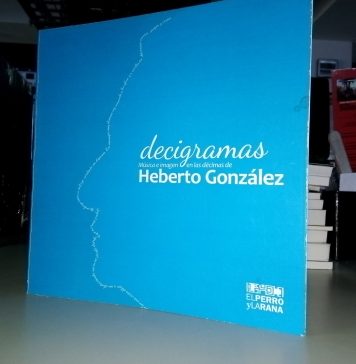 decigramas
Música e imagen en las décimas de
Heberto González
EL PERRO
y LA RANA